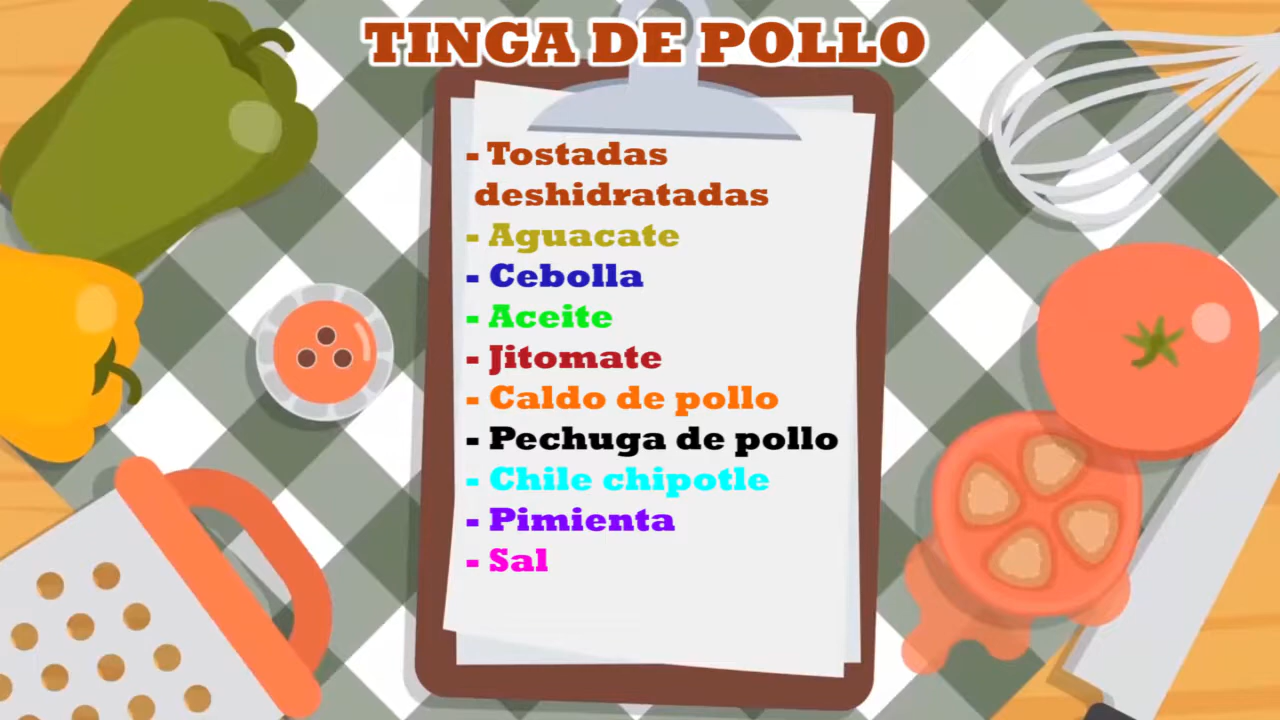 TINGA DE POLLO
- Tostadas
deshidratadas
- Aguacate
- Cebolla
- Aceite
- Jitomate
- Caldo de pollo
- Pechuga de pollo
- Chile chipotle
- Pimienta
- Sal